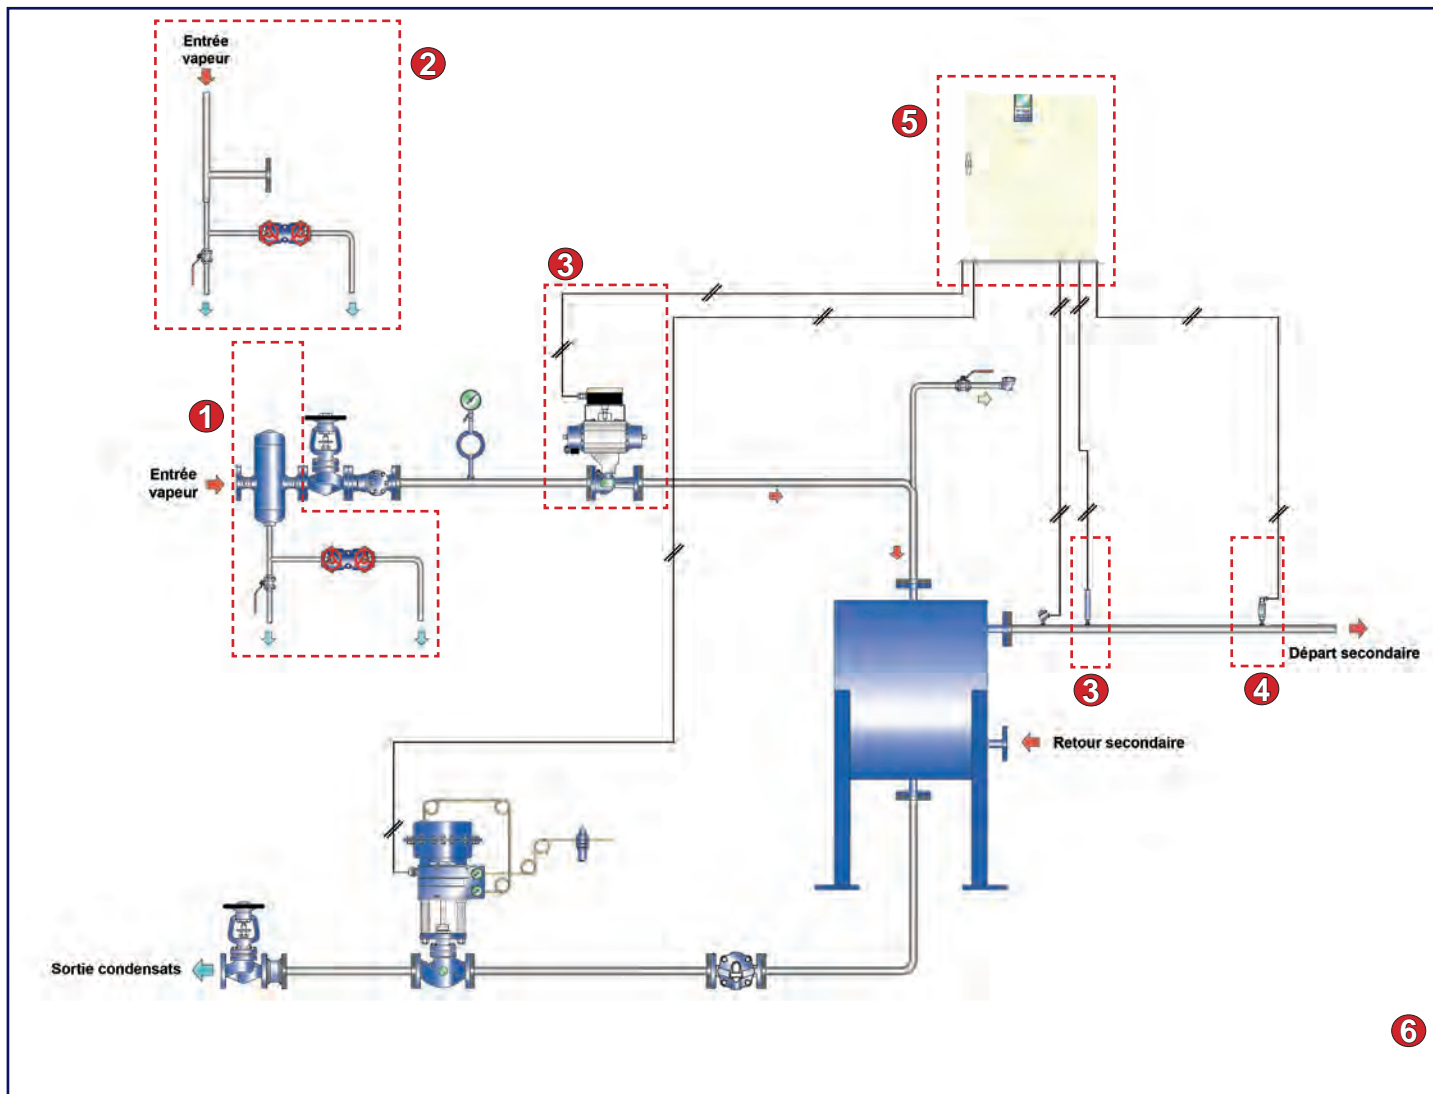 Entrée
vapeur
2
5
3
1
Entrée
vapeur
Départ secondaire
3
4
Retour secondaire
Sortie condensats
6